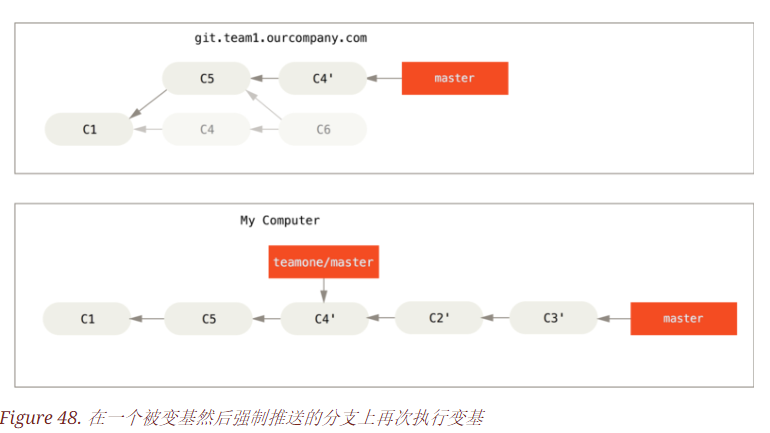 git.team1.ourcompany.com
C5 C4' master
C1 C4 C6
My Computer
teamone/master
C1 C5 C4' C2' C3' master
Figure 48. 在一个被变基然后强制推送的分支上再次执行变基